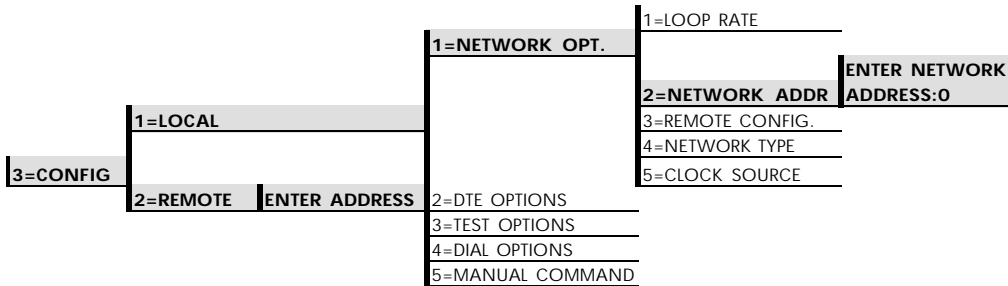 3=CONFIG
1=LOCAL
2=REMOTE
ENTER ADDRESS
1=NETWORK OPT.
2=DTE OPTIONS
3=TEST OPTIONS
4=DIAL OPTIONS
5=MANUAL COMMAND
1=LOOP RATE
2=NETWORK ADDR
3=REMOTE CONFIG.
4=NETWORK TYPE
5=CLOCK SOURCE
ENTER NETWORK
ADDRESS:0